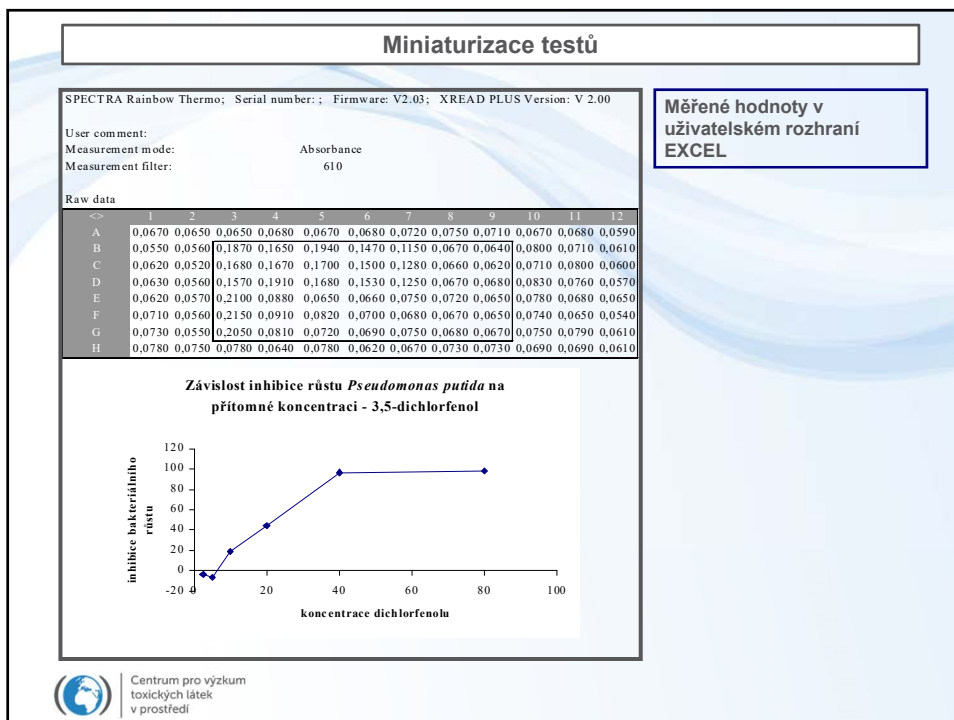 Miniaturizace testů
SPECTRA Rainbow Thermo; Serial number: ; Firmware: V2.03; XREAD PLUS Version: V 2.00
User comment:
Measurement mode: Absorbance
Measurement filter: 610
Raw data
<> 1 2 3 4 5 6 7 8 9 10 11 12
A 0,0670 0,0650 0,0650 0,0680 0,0670 0,0680 0,0720 0,0750 0,0710 0,0670 0,0680 0,0590
B 0,0550 0,0560 0,1870 0,1650 0,1940 0,1470 0,1150 0,0670 0,0640 0,0800 0,0710 0,0610
C 0,0620 0,0520 0,1680 0,1670 0,1700 0,1500 0,1280 0,0660 0,0620 0,0710 0,0800 0,0600
D 0,0630 0,0560 0,1570 0,1910 0,1680 0,1530 0,1250 0,0670 0,0680 0,0830 0,0760 0,0570
E 0,0620 0,0570 0,2100 0,0880 0,0650 0,0660 0,0750 0,0720 0,0650 0,0780 0,0680 0,0650
F 0,0710 0,0560 0,2150 0,0910 0,0820 0,0700 0,0680 0,0670 0,0650 0,0740 0,0650 0,0540
G 0,0730 0,0550 0,2050 0,0810 0,0720 0,0690 0,0750 0,0680 0,0670 0,0750 0,0790 0,0610
H 0,0780 0,0750 0,0780 0,0640 0,0780 0,0620 0,0670 0,0730 0,0730 0,0690 0,0690 0,0610
Závislost inhibice růstu Pseudomonas putida na
přítomné koncentraci - 3,5-dichlorfenol
inhibice bakteriálního
růstu
120
100
80
60
40
20
0
-20
0 20 40 60 80 100
koncentrace dichlorfenolu
Měřené hodnoty v
uživatelském rozhraní
EXCEL
Centrum pro výzkum
toxických látek
v prostředí